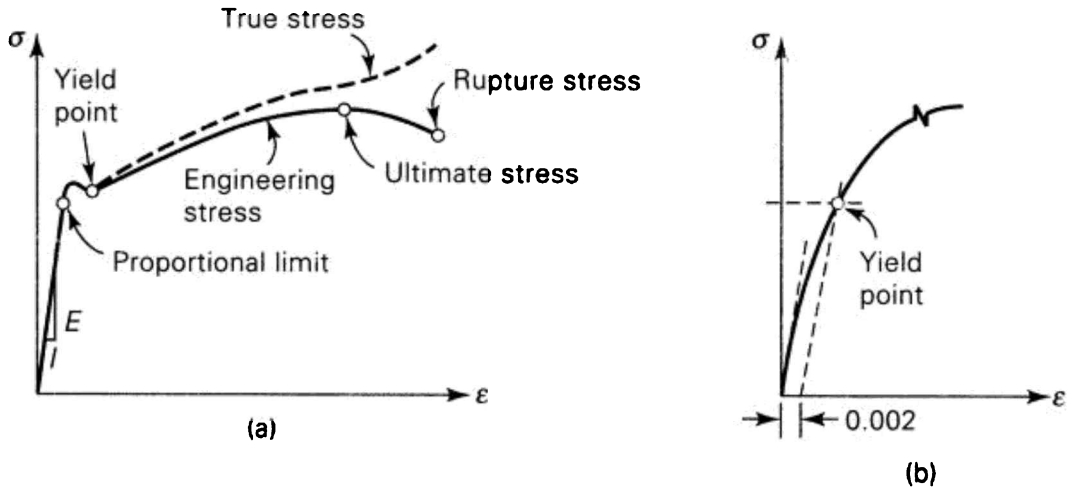 True stress
σ
Yield
point
Rupture stress
Engineering
stress
Ultimate stress
Proportional limit
E
ε
(a)
σ
Yield
point
ε
0.002
(b)